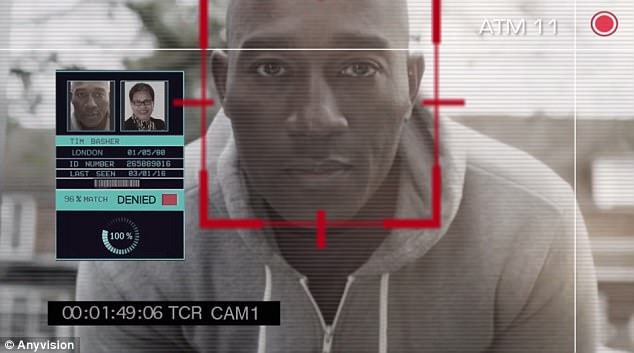 ATM 11
TIM BASHER
LONDON 01/05/80
ID NUMBER 265889016
LAST SEEN 03/01/16
96% MATCH DENIED
100%
00:01:49:06 TCR CAM1
© Anyvision